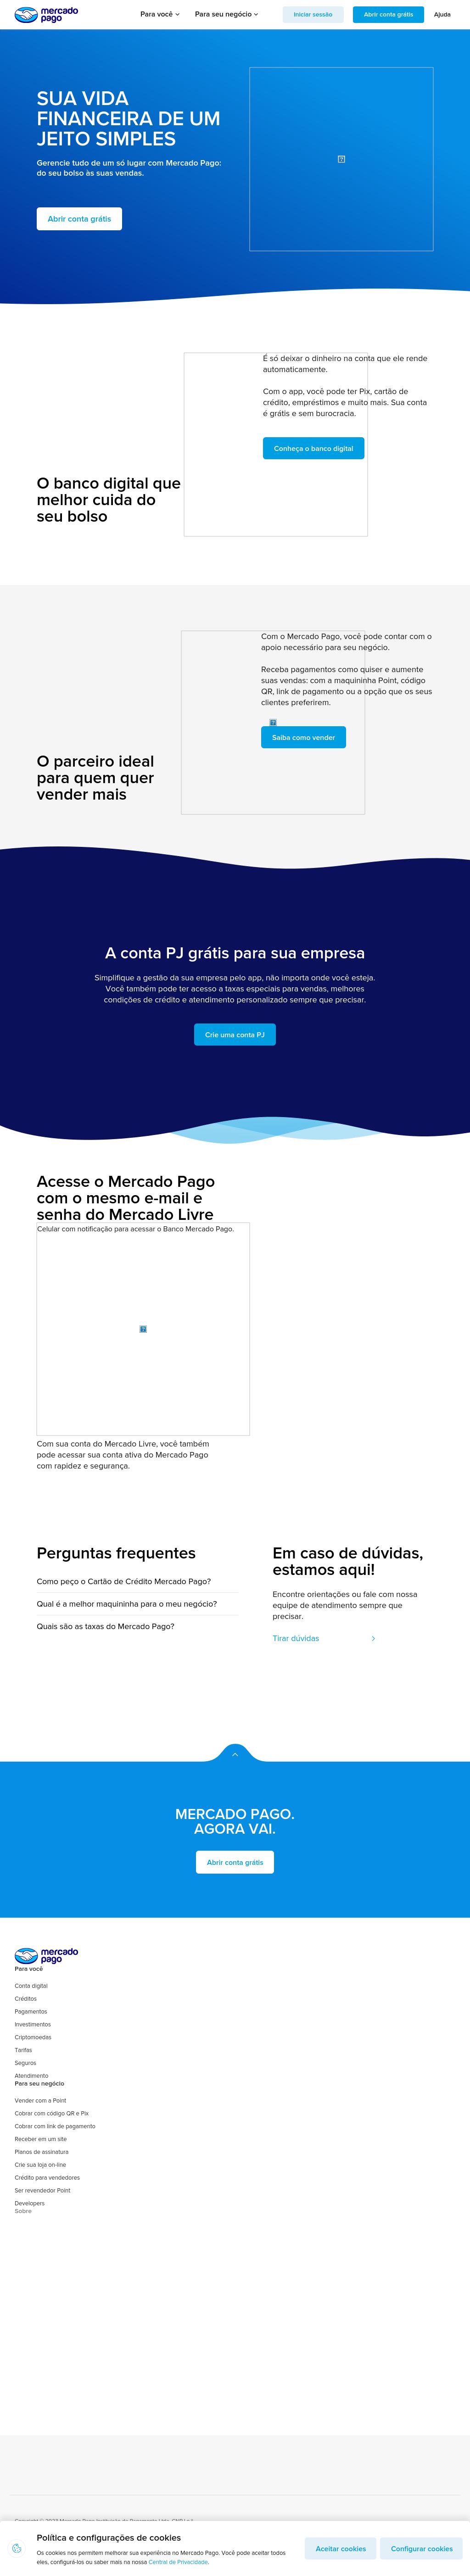 mercado
pago
Para você
Para seu negócio
Iniciar sessão
Abrir conta grátis
Ajuda
SUA VIDA
FINANCEIRA DE UM
JEITO SIMPLES
Gerencie tudo de um só lugar com Mercado Pago:
do seu bolso às suas vendas.
Abrir conta grátis
O banco digital que
melhor cuida do
seu bolso
É só deixar o dinheiro na conta que ele rende
automaticamente.
Com o app, você pode ter Pix, cartão de
crédito, empréstimos e muito mais. Sua conta
é grátis e sem burocracia.
Conheça o banco digital
O parceiro ideal
para quem quer
vender mais
Com o Mercado Pago, você pode contar com o
apoio necessário para seu negócio.
Receba pagamentos como quiser e aumente
suas vendas: com a maquininha Point, código
QR, link de pagamento ou a opção que os seus
clientes preferirem.
Saiba como vender
A conta PJ grátis para sua empresa
Simplifique a gestão da sua empresa pelo app, não importa onde você esteja.
Você também pode ter acesso a taxas especiais para vendas, melhores
condições de crédito e atendimento personalizado sempre que precisar.
Crie uma conta PJ
Acesse o Mercado Pago
com o mesmo e-mail e
senha do Mercado Livre
Celular com notificação para acessar o Banco Mercado Pago.
Com sua conta do Mercado Livre, você também
pode acessar sua conta ativa do Mercado Pago
com rapidez e segurança.
Perguntas frequentes
Como peço o Cartão de Crédito Mercado Pago?
Qual é a melhor maquininha para o meu negócio?
Quais são as taxas do Mercado Pago?
Em caso de dúvidas,
estamos aqui!
Encontre orientações ou fale com nossa
equipe de atendimento sempre que
precisar.
Tirar dúvidas
MERCADO PAGO.
AGORA VAI.
Abrir conta grátis
mercado
pago
Para você
Conta digital
Créditos
Pagamentos
Investimentos
Criptomoedas
Tarifas
Seguros
Atendimento
Para seu negócio
Vender com a Point
Cobrar com código QR e Pix
Cobrar com link de pagamento
Receber em um site
Planos de assinatura
Crie sua loja on-line
Crédito para vendedores
Ser revendedor Point
Developers
Sobre
Política e configurações de cookies
Os cookies nos permitem melhorar sua experiência no Mercado Pago. Você pode aceitar todos
eles, configurá-los ou saber mais na nossa Central de Privacidade.
Aceitar cookies
Configurar cookies